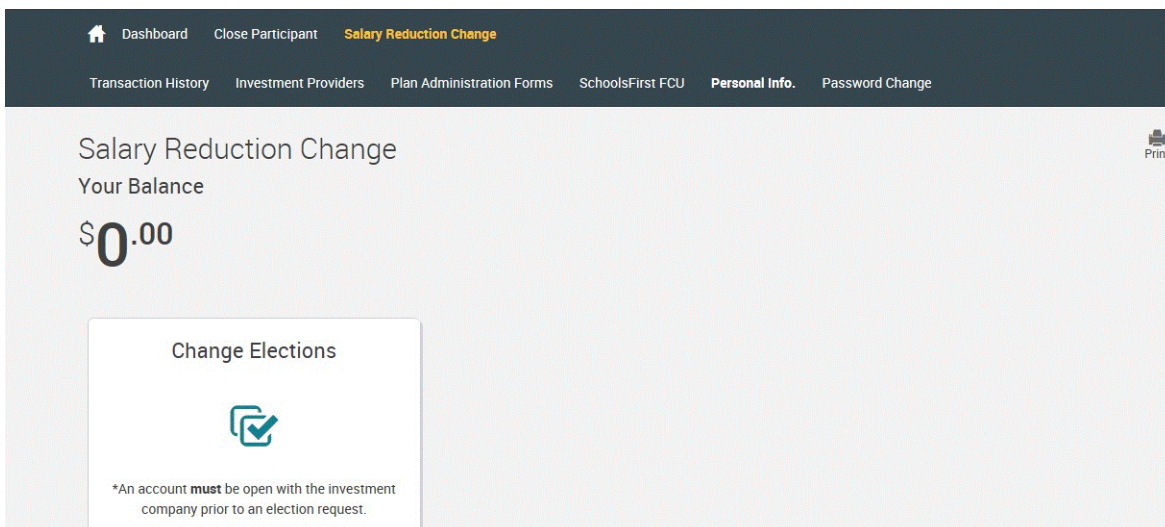 Dashboard Close Participant Salary Reduction Change
Transaction History Investment Providers Plan Administration Forms SchoolsFirst FCU Personal Info. Password Change
Salary Reduction Change
Prin
Your Balance
$0.00
Change Elections
*An account must be open with the investment
company prior to an election request.